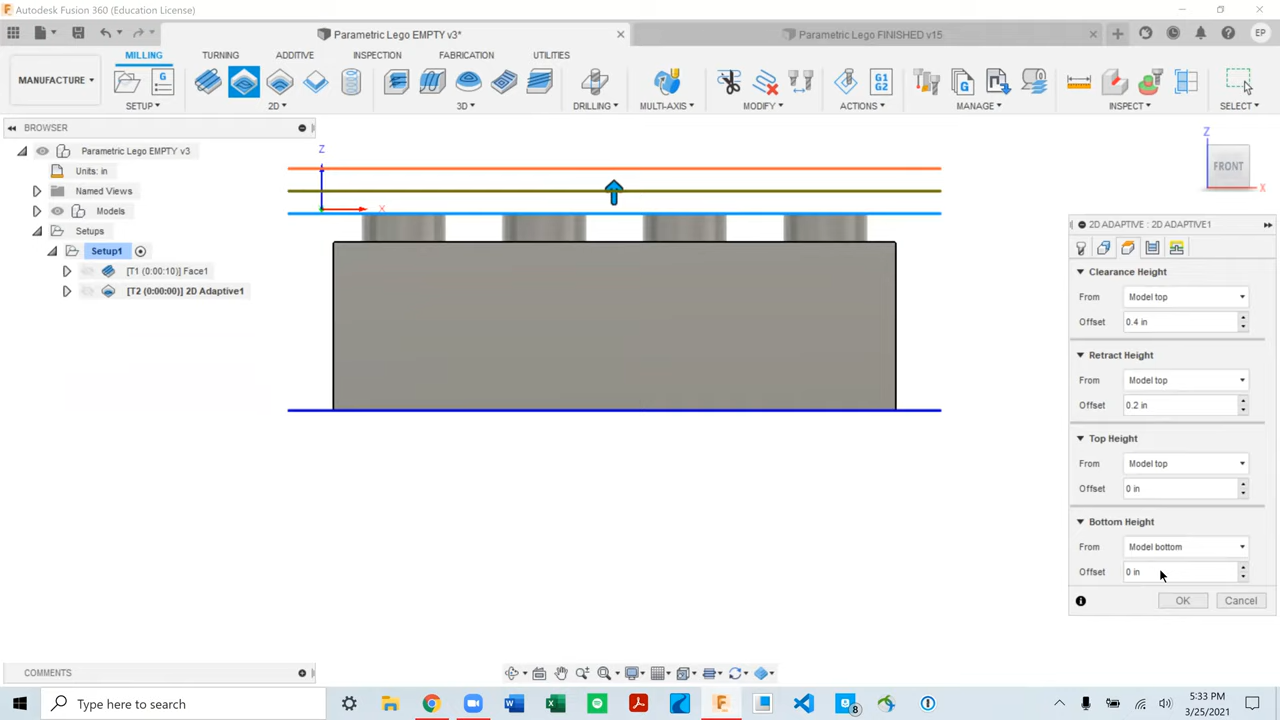 Autodesk Fusion 360 (Education License)
Parametric Lego EMPTY v3*
Parametric Lego FINISHED v15
EP
MILLING TURNING ADDITIVE INSPECTION FABRICATION UTILITIES
MANUFACTURE
G
G1
G2
SETUP 2D 3D DRILLING MULTI-AXIS MODIFY ACTIONS MANAGE INSPECT SELECT
BROWSER
Parametric Lego EMPTY v3
Units: in
Named Views
Models
Setups
Setup1
[T1 (0:00:10)] Face1
[T2 (0:00:00)] 2D Adaptive1
Z
X
Z
FRONT
X
2D ADAPTIVE : 2D ADAPTIVE1
Clearance Height
From Model top
Offset 0.4 in
Retract Height
From Model top
Offset 0.2 in
Top Height
From Model top
Offset 0 in
Bottom Height
From Model bottom
Offset 0 in
OK Cancel
COMMENTS
Type here to search
8
5:33 PM
3/25/2021